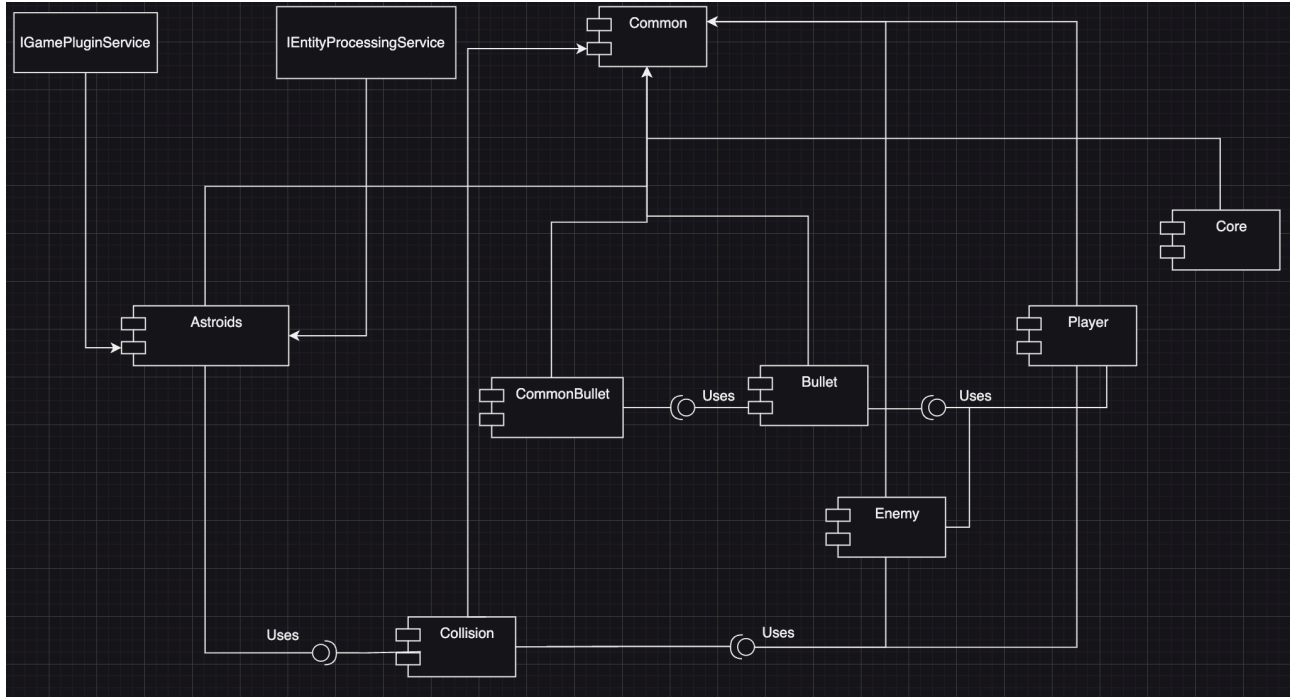 IGamePluginService
IEntityProcessingService
Common
Core
Astroids
Player
CommonBullet
Uses
Bullet
Uses
Enemy
Uses
Collision
Uses